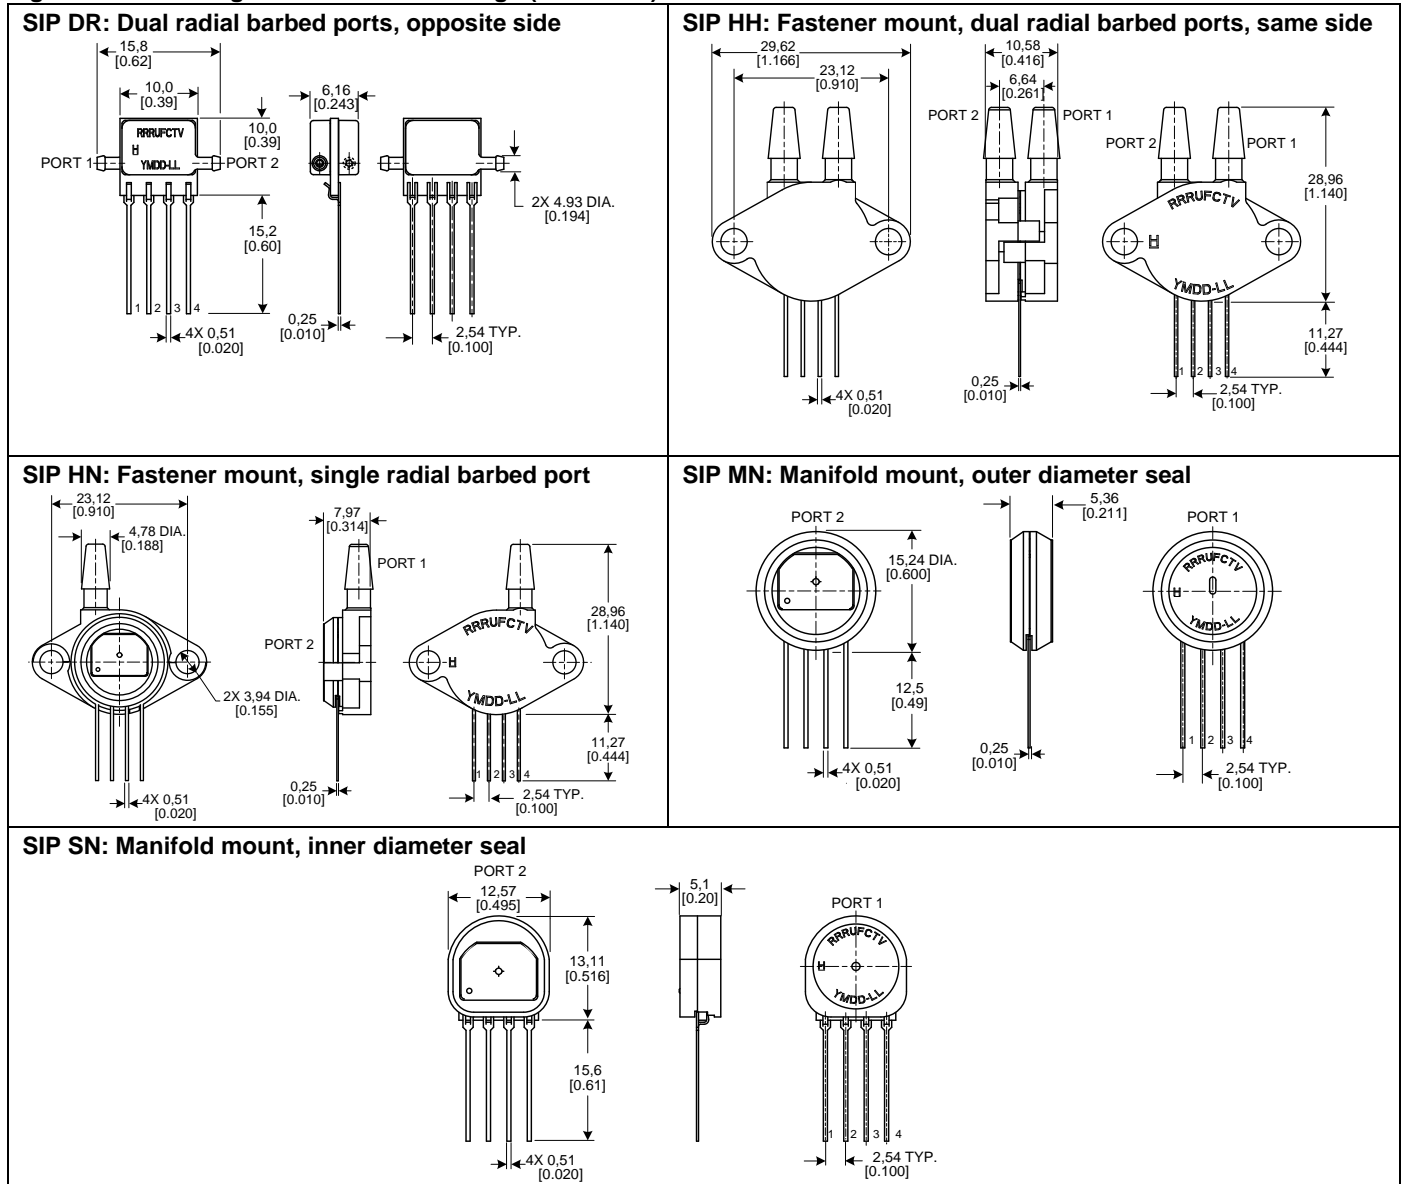 SIP DR: Dual radial barbed ports, opposite side
15,8
[0.62]
10,0
[0.39]
6,16
[0.243]
10,0
[0.39]
RRRUFCTV
H
YMDD-LL
PORT 1
PORT 2
2X 4.93 DIA.
[0.194]
15,2
[0.60]
1 2 3 4
4X 0,51
[0.020]
0,25
[0.010]
2,54 TYP.
[0.100]
SIP HH: Fastener mount, dual radial barbed ports, same side
29,62
[1.166]
23,12
[0.910]
10,58
[0.416]
6,64
[0.261]
PORT 2
PORT 1
PORT 2
PORT 1
28,96
[1.140]
RRRUFCTV
H
YMDD-LL
11,27
[0.444]
1 2 3 4
0,25
[0.010]
4X 0,51
[0.020]
2,54 TYP.
[0.100]
SIP HN: Fastener mount, single radial barbed port
23,12
[0.910]
4,78 DIA.
[0.188]
7,97
[0.314]
PORT 1
PORT 2
28,96
[1.140]
RRRUFCTV
H
YMDD-LL
2X 3,94 DIA.
[0.155]
11,27
[0.444]
1 2 3 4
0,25
[0.010]
4X 0,51
[0.020]
2,54 TYP.
[0.100]
SIP MN: Manifold mount, outer diameter seal
PORT 2
5,36
[0.211]
PORT 1
15,24 DIA.
[0.600]
RRRUFCTV
H
YMDD-LL
12,5
[0.49]
1 2 3 4
0,25
[0.010]
4X 0,51
[0.020]
2,54 TYP.
[0.100]
SIP SN: Manifold mount, inner diameter seal
PORT 2
12,57
[0.495]
5,1
[0.20]
PORT 1
13,11
[0.516]
RRRUFCTV
H
YMDD-LL
15,6
[0.61]
1 2 3 4
4X 0,51
[0.020]
2,54 TYP.
[0.100]